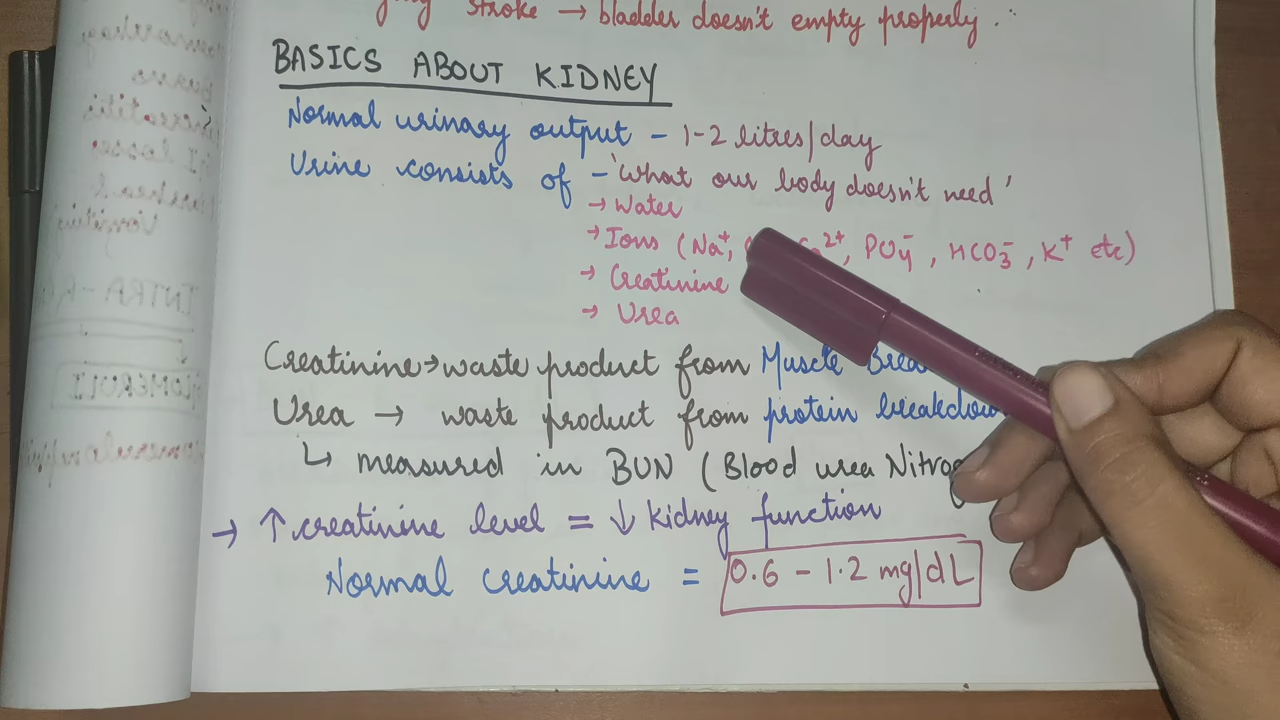 stroke → bladder doesn't empty properly.
BASICS ABOUT KIDNEY
Normal urinary output - 1-2 litres/day
Urine consists of - 'what our body doesn't need'
→ Water
→ Ions (Na⁺, 2+, PO4⁻, HCO3⁻, K⁺ etc)
→ Creatinine
→ Urea
Creatinine → waste product from Muscle
Urea → waste product from protein breakdow
↳ measured in BUN (Blood urea Nitrog
→ ↑ creatinine level = ↓ kidney function
Normal creatinine = 0.6 - 1.2 mg/dL